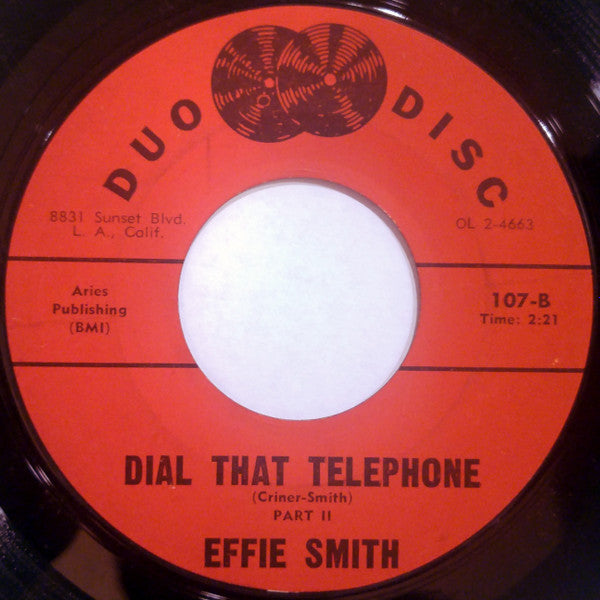 DUO DISC
8831 Sunset Blvd.
L. A., Calif.
OL 2-4663
Aries
Publishing
(BMI)
107-B
Time: 2:21
DIAL THAT TELEPHONE
(Criner-Smith)
PART II
EFFIE SMITH